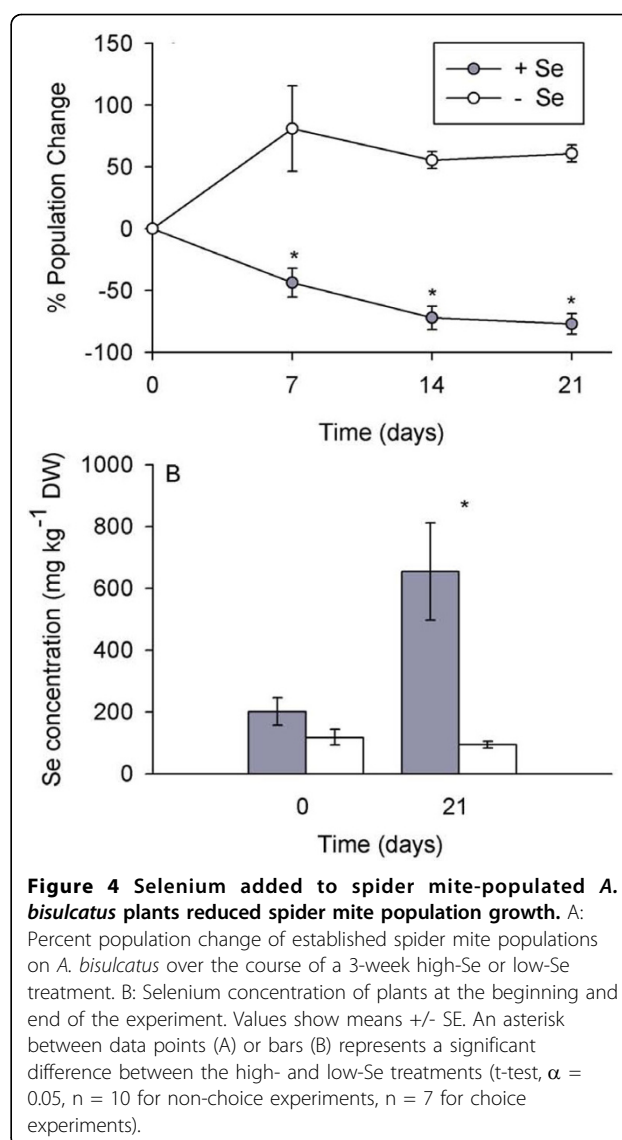 150
100
50
0
-50
-100
% Population Change
+ Se
- Se
*
*
*
0 7 14 21
Time (days)
B
1000
800
600
400
200
0
Se concentration (mg kg⁻¹ DW)
*
0 21
Time (days)
Figure 4 Selenium added to spider mite-populated A.
bisulcatus plants reduced spider mite population growth. A:
Percent population change of established spider mite populations
on A. bisulcatus over the course of a 3-week high-Se or low-Se
treatment. B: Selenium concentration of plants at the beginning and
end of the experiment. Values show means +/- SE. An asterisk
between data points (A) or bars (B) represents a significant
difference between the high- and low-Se treatments (t-test, α =
0.05, n = 10 for non-choice experiments, n = 7 for choice
experiments).